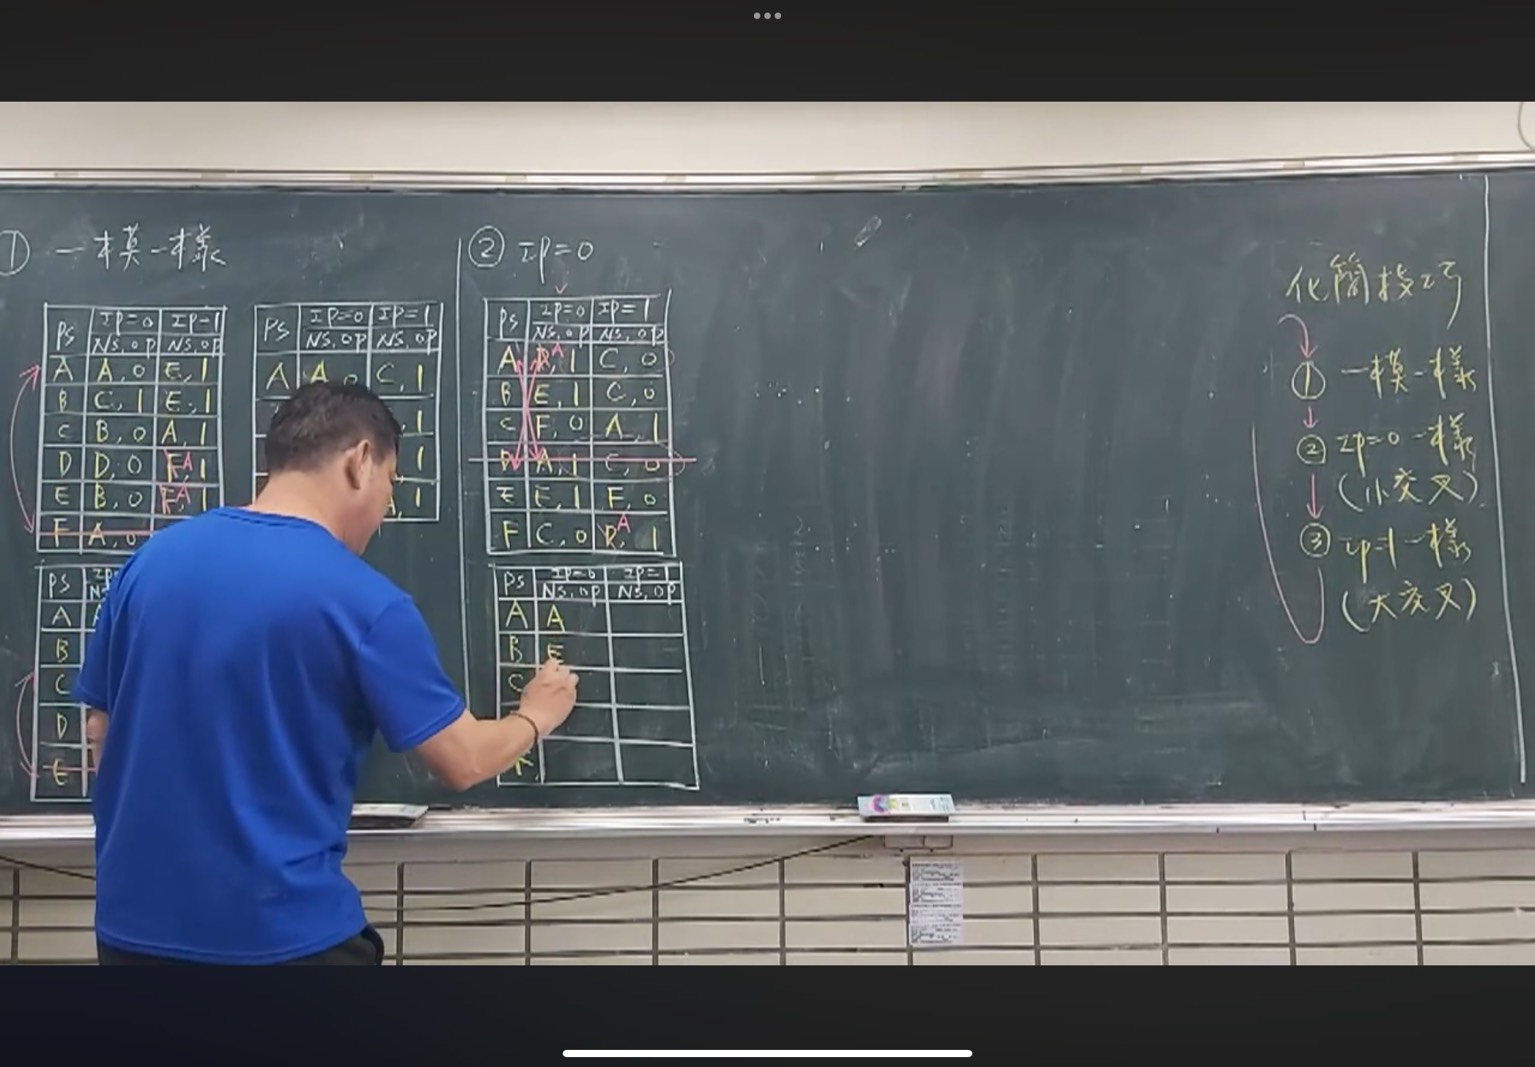 ① 一模一樣
PS IP=0 IP=1
NS, OP NS, OP
A A, 0 E, 1
B C, 1 E, 1
C B, 0 A, 1
D D, 0 F A, 1
E B, 0 F A, 1
F A, 0
PS
A
B
C
D
E
PS IP=0 IP=1
NS, OP NS, OP
A A, 0 C, 1
, 1
1
, 1
② IP=0
PS IP=0 IP=1
NS, OP NS, OP
A D A, 1 C, 0
B E, 1 C, 0
C F, 0 A, 1
D A, 1 C, 0
E E, 1 F, 0
F C, 0 D A, 1
PS IP=0 IP=1
NS, OP NS, OP
A A
B E
C
化簡技巧
① 一模一樣
② IP=0 一樣
(小交叉)
③ IP=1 一樣
(大交叉)